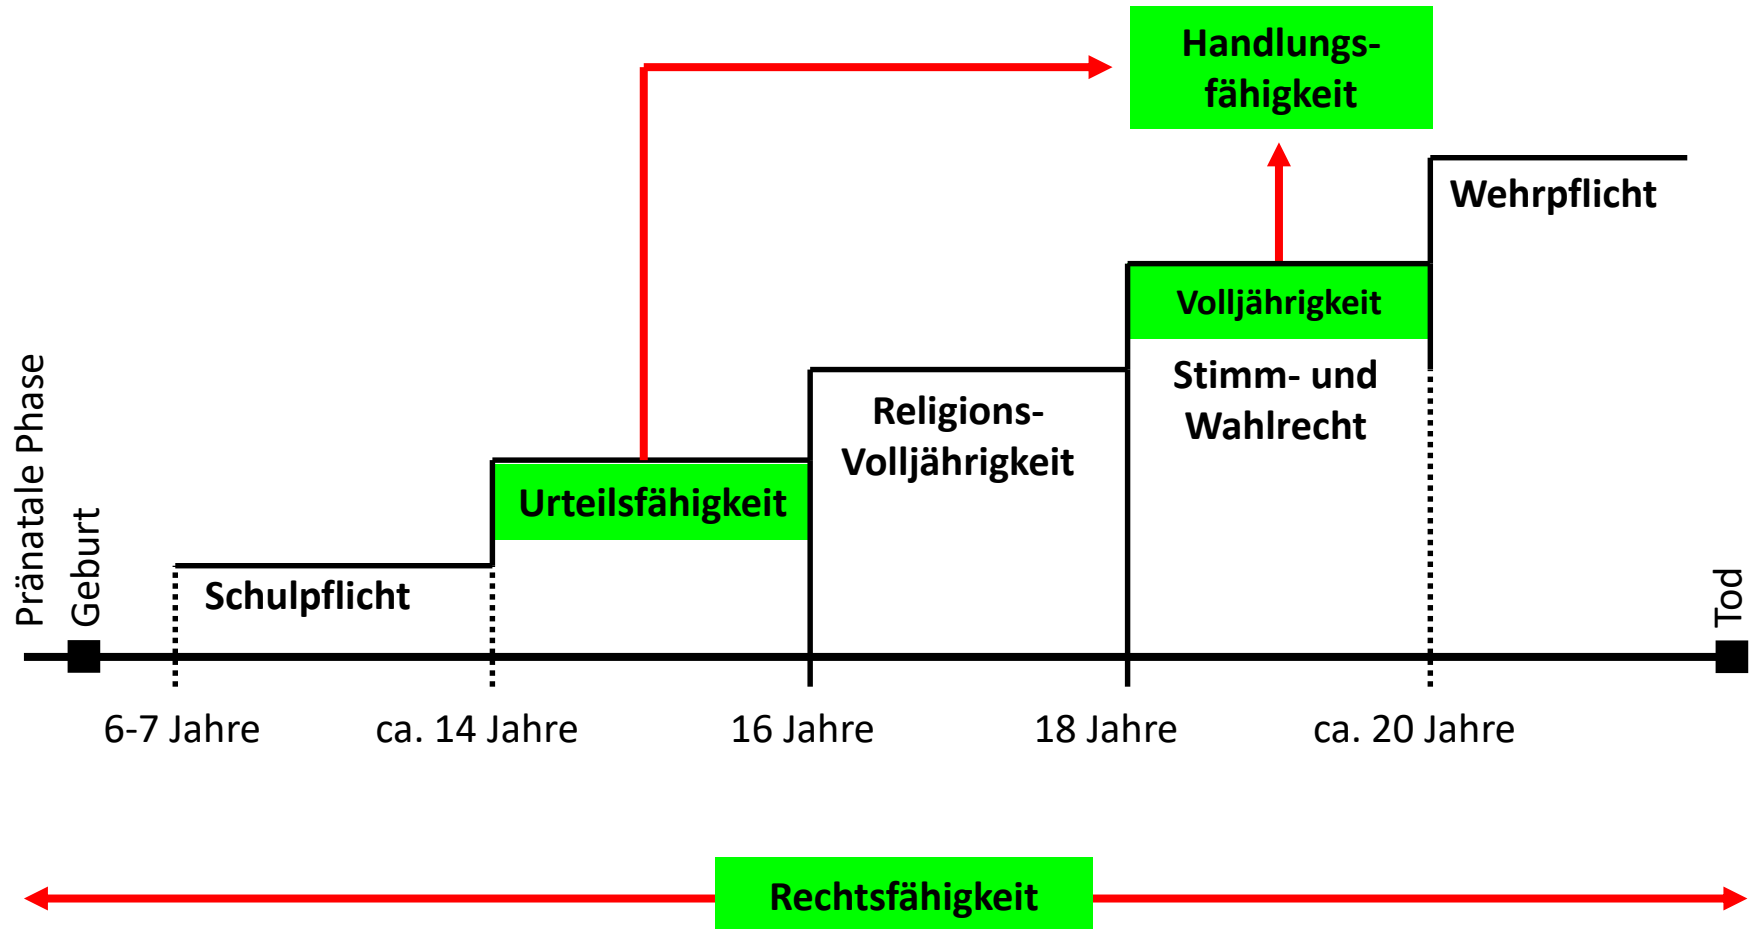 Handlungs-
fähigkeit
Wehrpflicht
Volljährigkeit
Stimm- und
Wahlrecht
Religions-
Volljährigkeit
Urteilsfähigkeit
Schulpflicht
Pränatale Phase
Geburt
Tod
6-7 Jahre
ca. 14 Jahre
16 Jahre
18 Jahre
ca. 20 Jahre
Rechtsfähigkeit